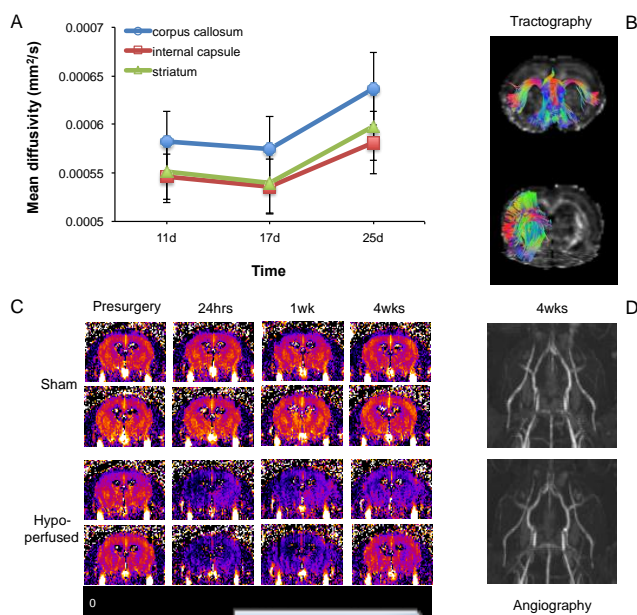 A
0.0007
0.00065
0.0006
0.00055
0.0005
Mean diffusivity (mm²/s)
corpus callosum
internal capsule
striatum
11d
17d
25d
Time
Tractography
B
C
Presurgery
24hrs
1wk
4wks
Sham
Hypo-
perfused
0
4wks
D
Angiography